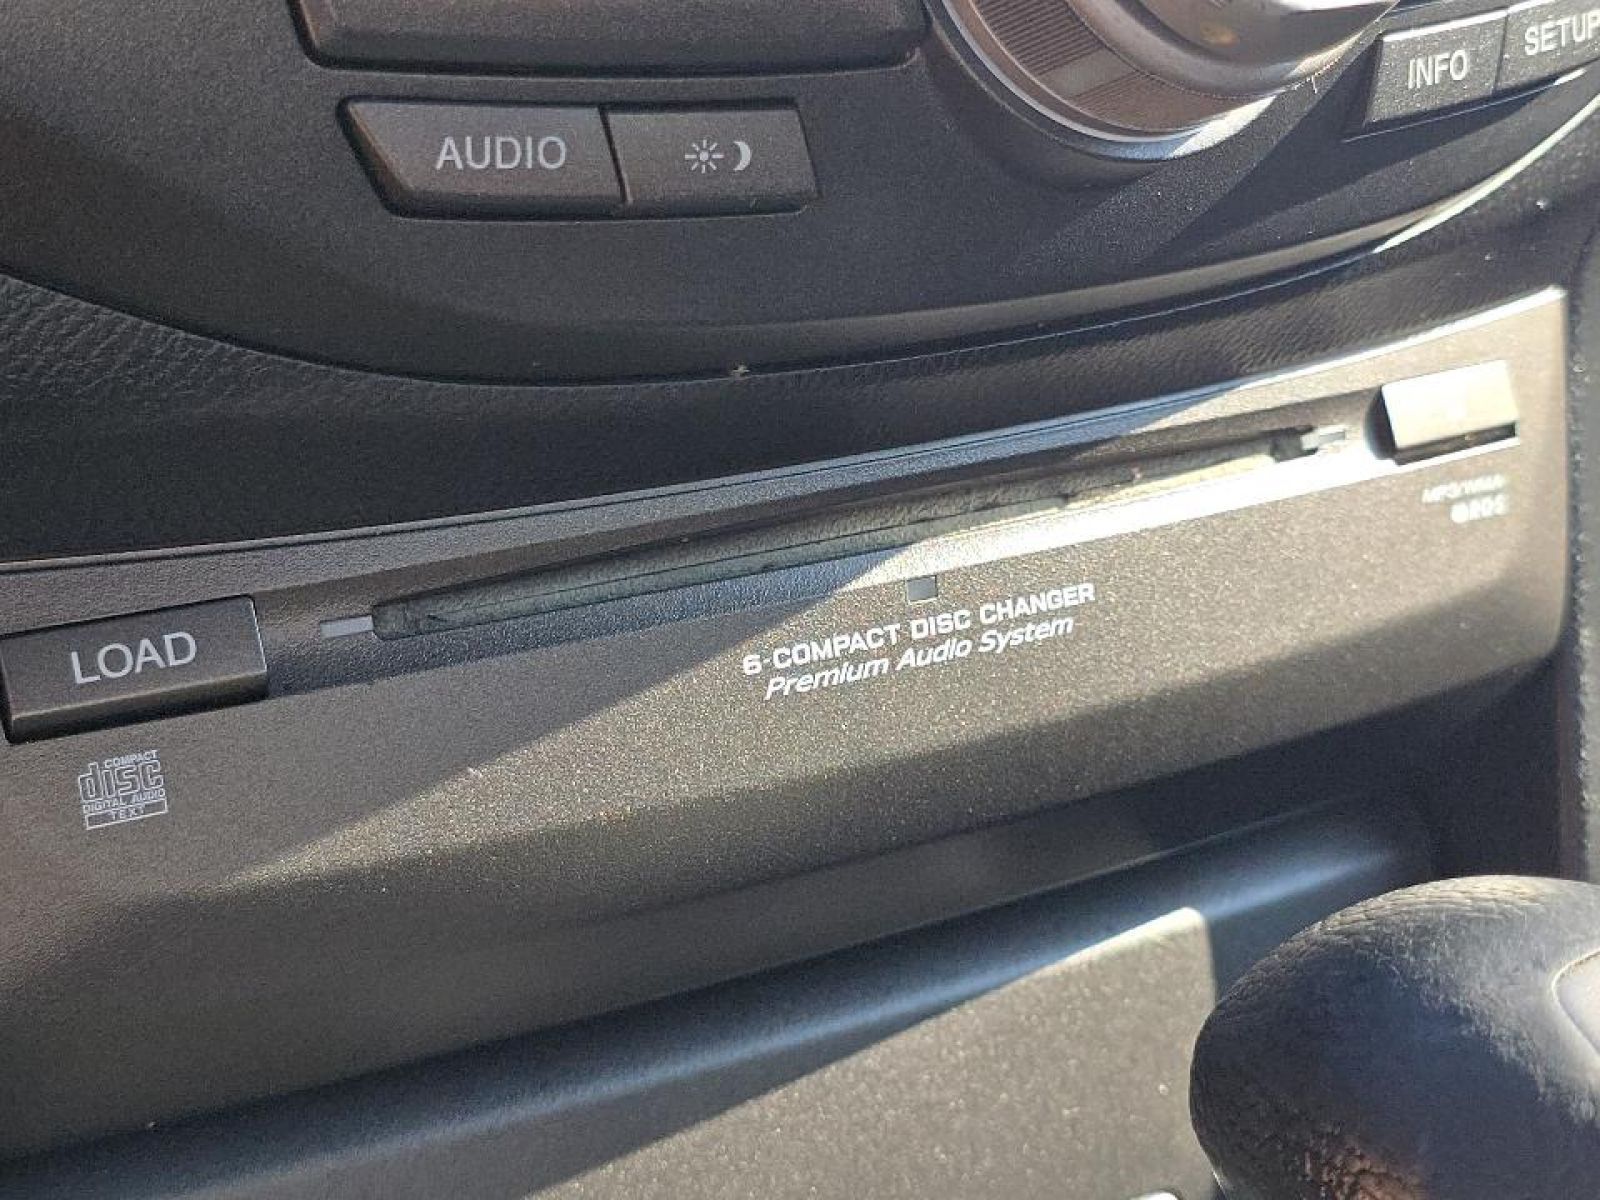 INFO
SETUP
AUDIO
LOAD
6-COMPACT DISC CHANGER
Premium Audio System
COMPACT
disc
DIGITAL AUDIO
TEXT